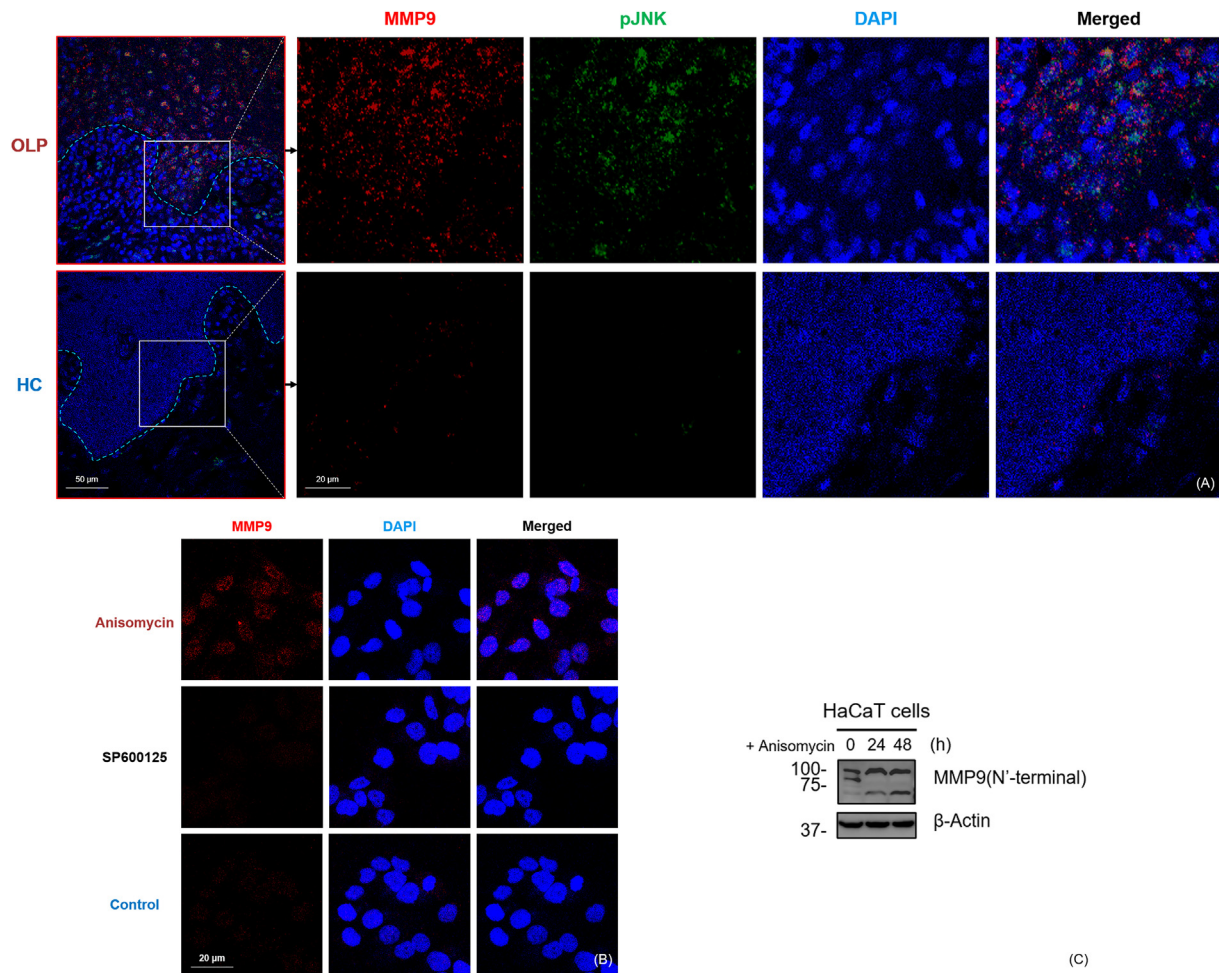 MMP9 pJNK DAPI Merged
OLP
HC
50 µm 20 µm (A)
MMP9 DAPI Merged
Anisomycin
SP600125
Control
20 µm (B)
HaCaT cells
+ Anisomycin 0 24 48 (h)
100-
75-
MMP9(N'-terminal)
37-
β-Actin
(C)